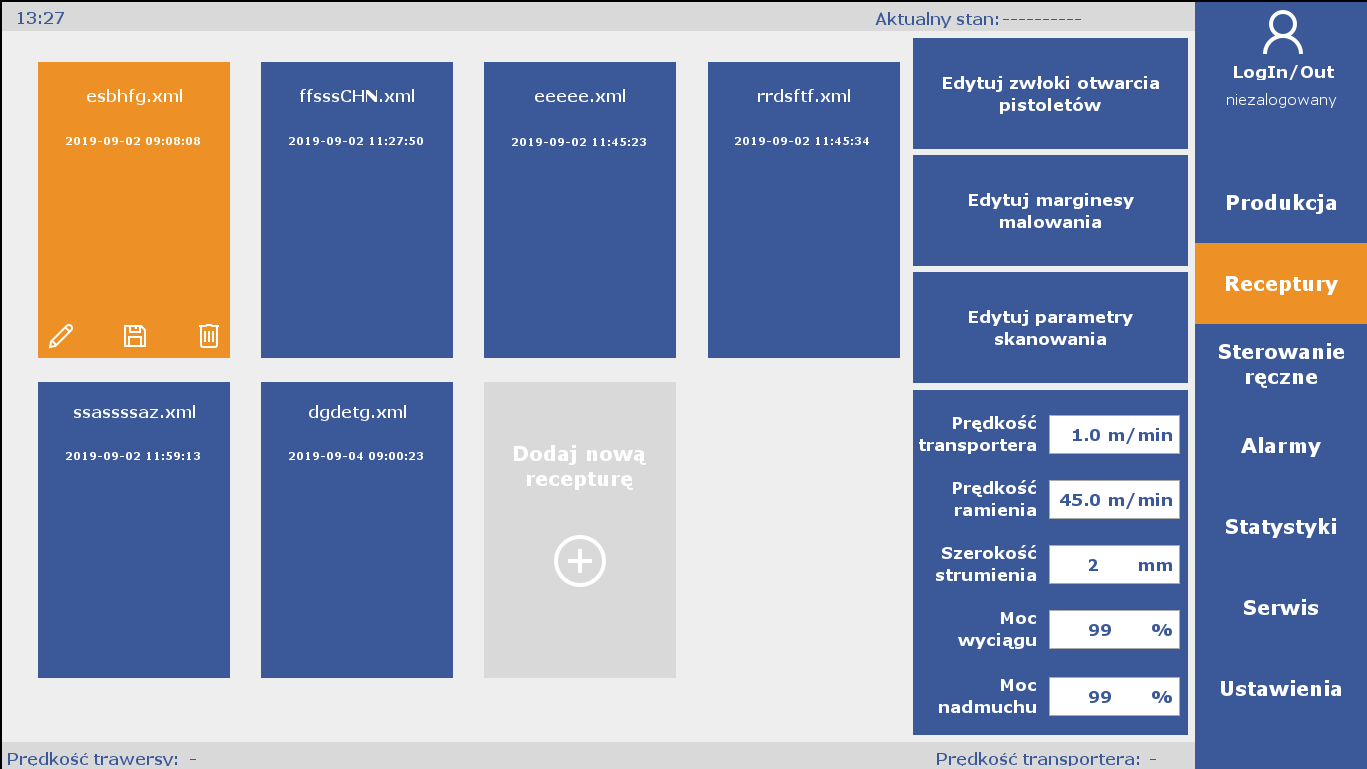 13:27
Aktualny stan:----------
esbhfg.xml
2019-09-02 09:08:08
ffsssCHN.xml
2019-09-02 11:27:50
eeeee.xml
2019-09-02 11:45:23
rrdsftf.xml
2019-09-02 11:45:34
ssassssaz.xml
2019-09-02 11:59:13
dgdetg.xml
2019-09-04 09:00:23
Dodaj nową
recepturę
Edytuj zwłoki otwarcia
pistoletów
Edytuj marginesy
malowania
Edytuj parametry
skanowania
Prędkość
transportera
1.0 m/min
Prędkość
ramienia
45.0 m/min
Szerokość
strumienia
2 mm
Moc
wyciągu
99 %
Moc
nadmuchu
99 %
LogIn/Out
niezalogowany
Produkcja
Receptury
Sterowanie
ręczne
Alarmy
Statystyki
Serwis
Ustawienia
Prędkość trawersy: -
Prędkość transportera: -